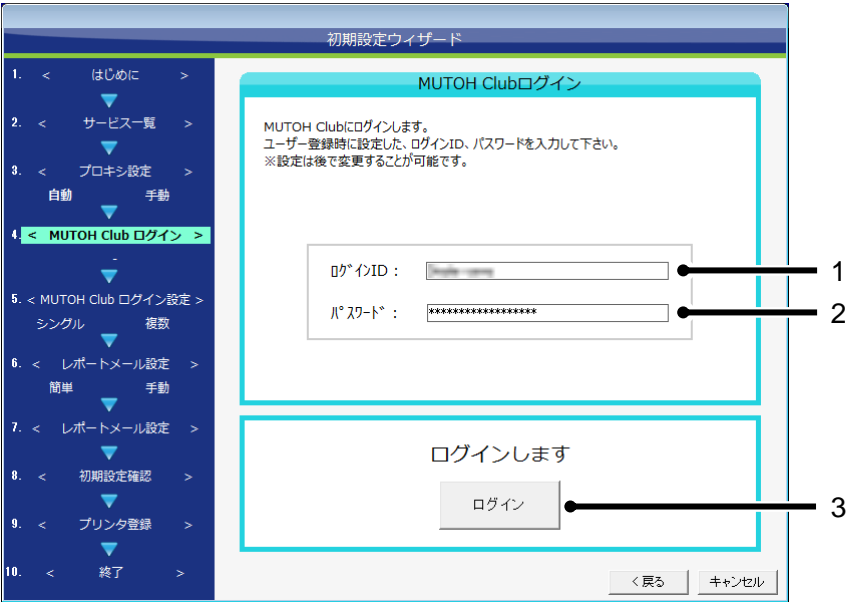 初期設定ウィザード
1. < はじめに >
2. < サービス一覧 >
3. < プロキシ設定 >
自動 手動
4. < MUTOH Club ログイン >
-
5. < MUTOH Club ログイン設定 >
シングル 複数
6. < レポートメール設定 >
簡単 手動
7. < レポートメール設定 >
8. < 初期設定確認 >
9. < プリンタ登録 >
10. < 終了 >
MUTOH Clubログイン
MUTOH Clubにログインします。
ユーザー登録時に設定した、ログインID、パスワードを入力して下さい。
※設定は後で変更することが可能です。
ﾛｸﾞｲﾝID：
1
ﾊﾟｽﾜｰﾄﾞ： ******************
2
ログインします
ログイン
3
＜戻る キャンセル